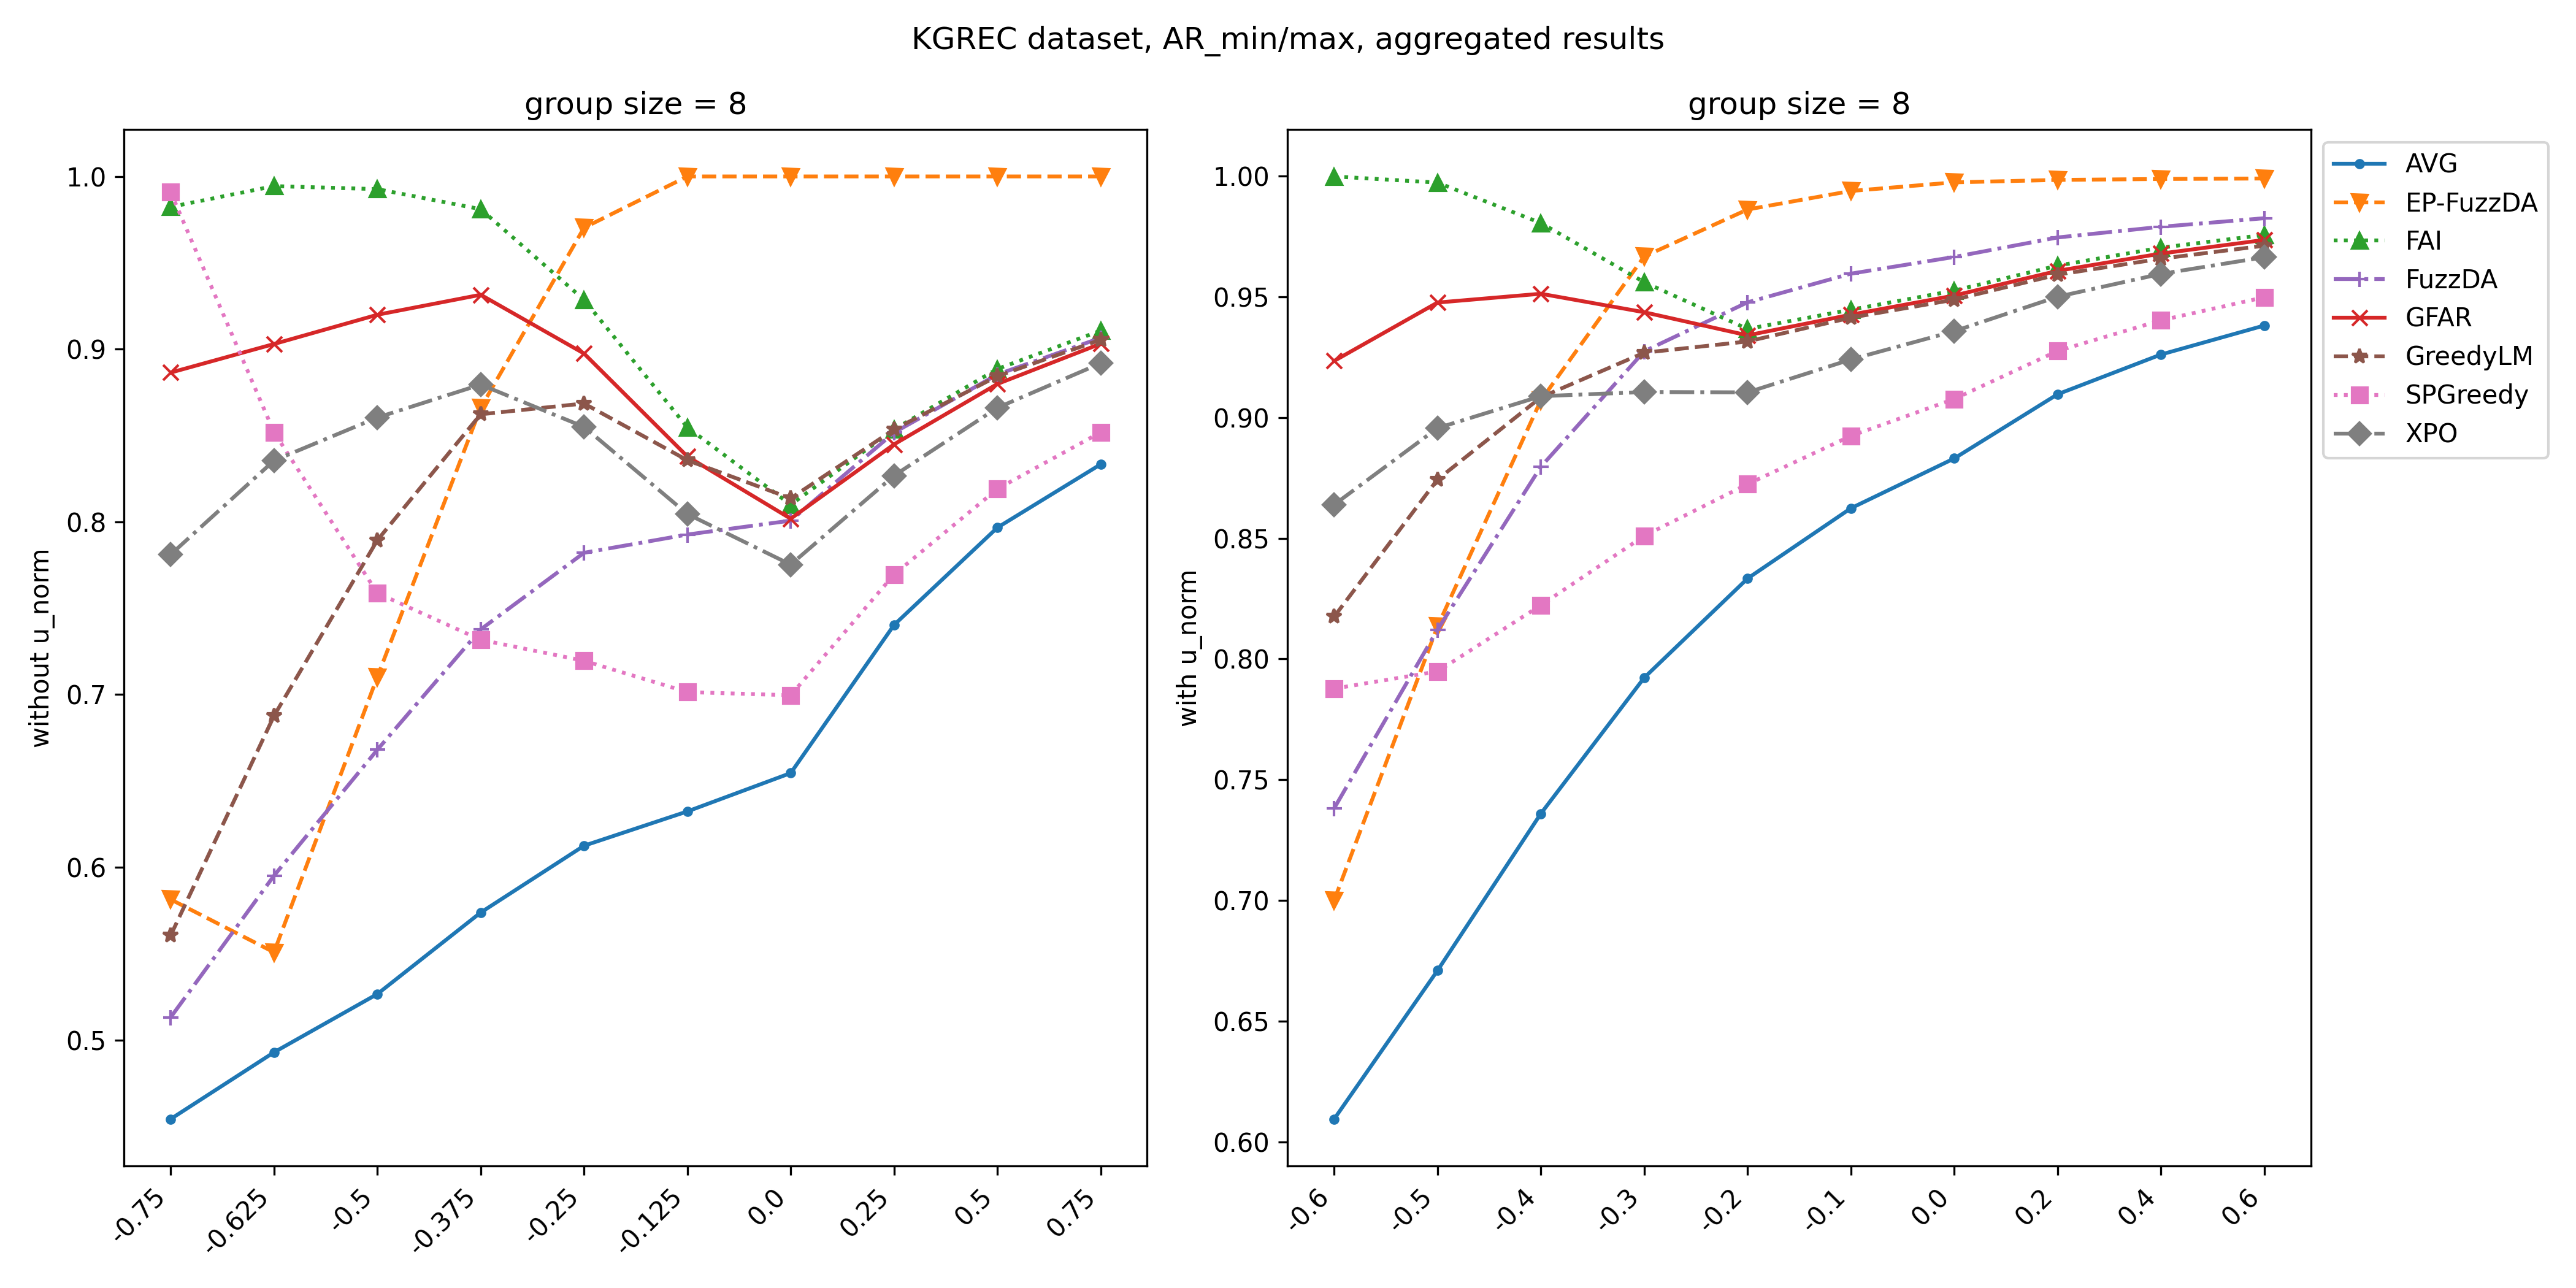 KGREC dataset, AR_min/max, aggregated results
group size = 8
without u_norm
1.0
0.9
0.8
0.7
0.6
0.5
-0.75
-0.625
-0.5
-0.375
-0.25
-0.125
0.0
0.25
0.5
0.75
group size = 8
with u_norm
1.00
0.95
0.90
0.85
0.80
0.75
0.70
0.65
0.60
-0.6
-0.5
-0.4
-0.3
-0.2
-0.1
0.0
0.2
0.4
0.6
AVG
EP-FuzzDA
FAI
FuzzDA
GFAR
GreedyLM
SPGreedy
XPO